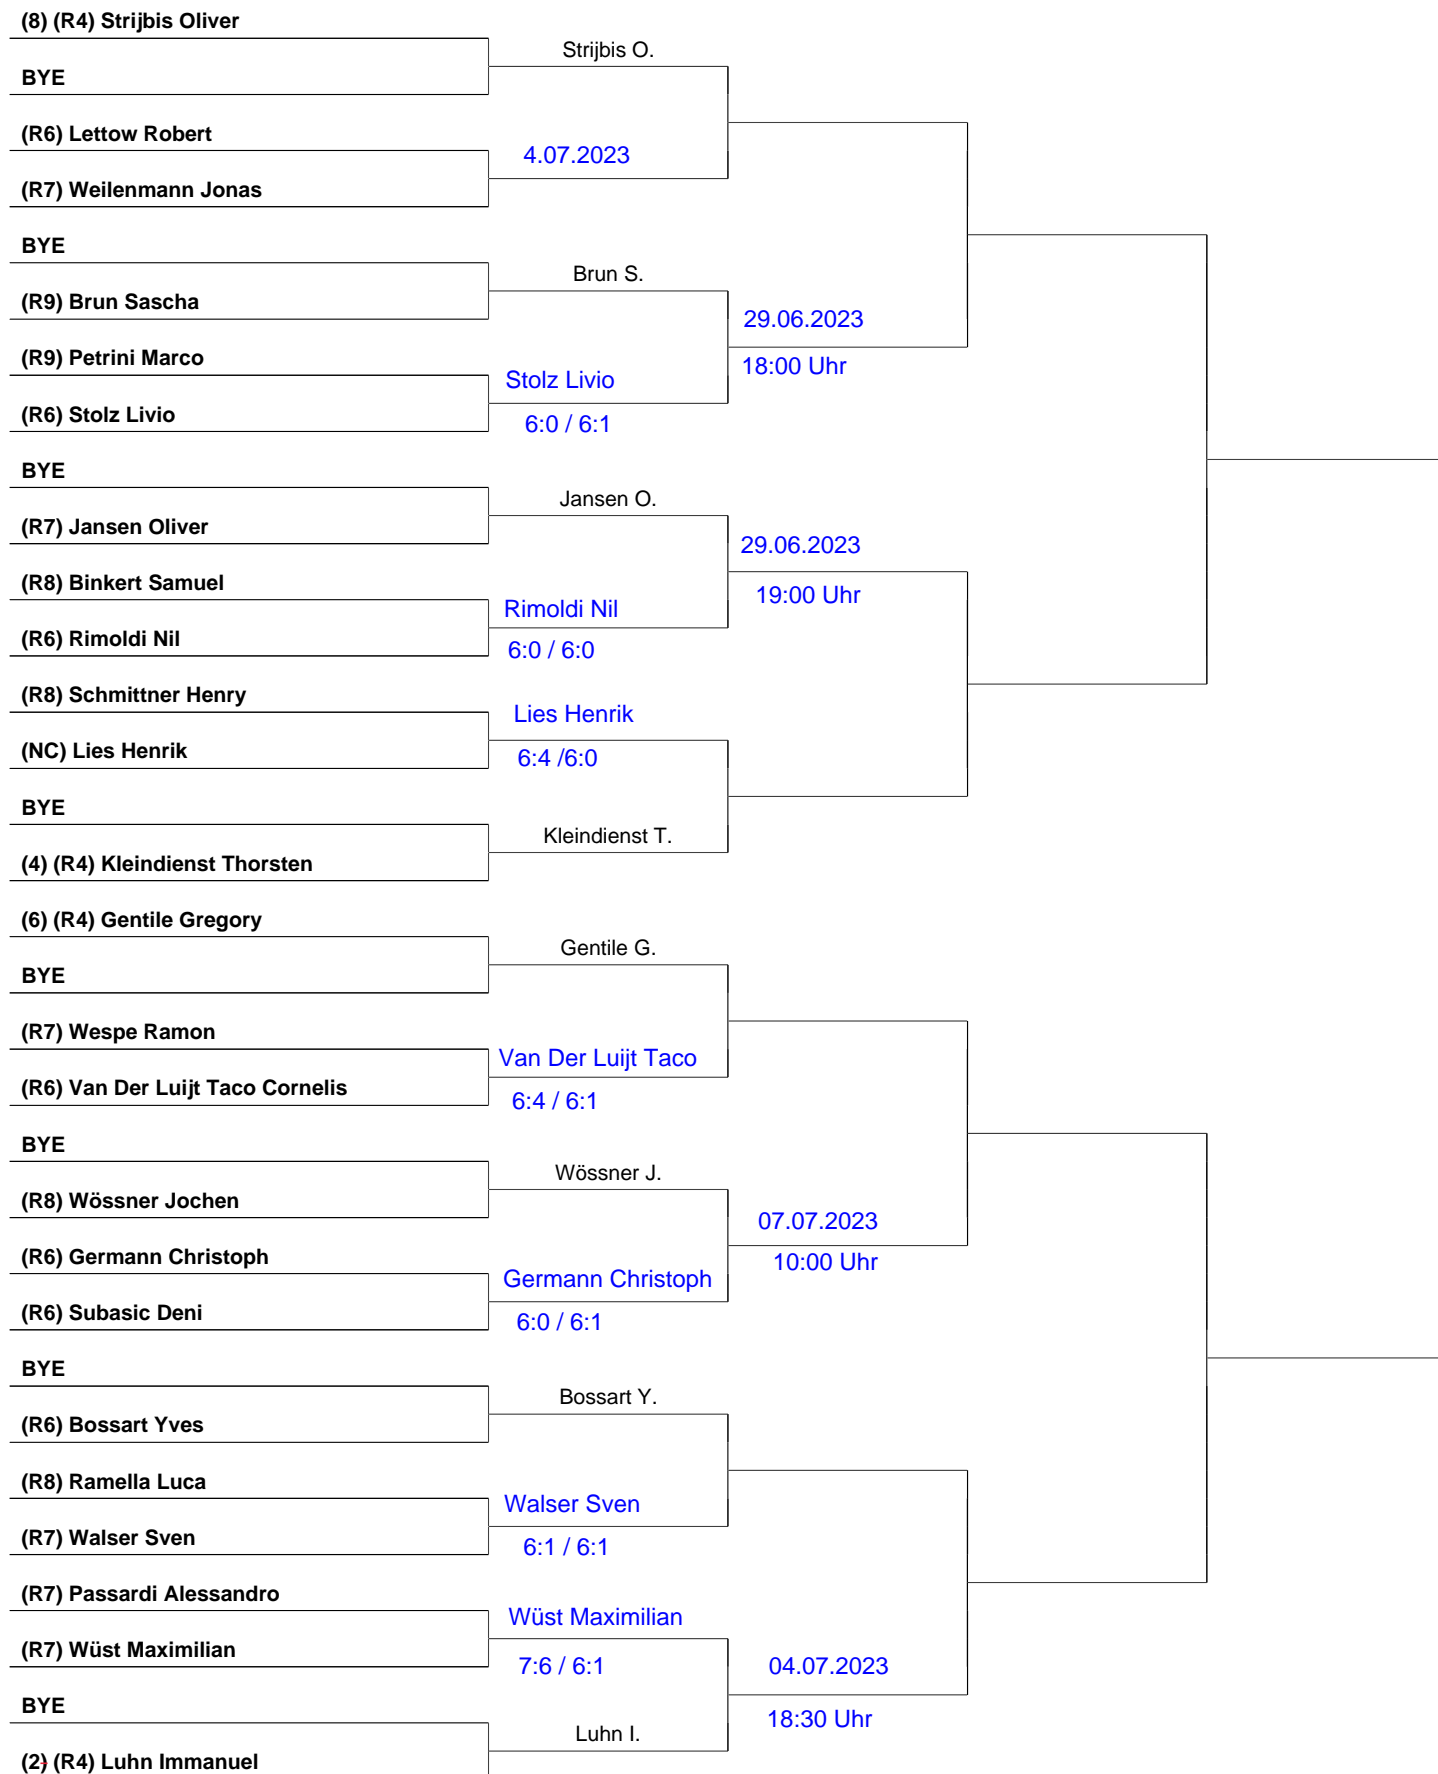 (8) (R4) Strijbis Oliver
Strijbis O.
BYE
(R6) Lettow Robert
4.07.2023
(R7) Weilenmann Jonas
BYE
Brun S.
(R9) Brun Sascha
29.06.2023
(R9) Petrini Marco
18:00 Uhr
Stolz Livio
(R6) Stolz Livio
6:0 / 6:1
BYE
Jansen O.
(R7) Jansen Oliver
29.06.2023
(R8) Binkert Samuel
19:00 Uhr
Rimoldi Nil
(R6) Rimoldi Nil
6:0 / 6:0
(R8) Schmittner Henry
Lies Henrik
(NC) Lies Henrik
6:4 /6:0
BYE
Kleindienst T.
(4) (R4) Kleindienst Thorsten
(6) (R4) Gentile Gregory
Gentile G.
BYE
(R7) Wespe Ramon
Van Der Luijt Taco
(R6) Van Der Luijt Taco Cornelis
6:4 / 6:1
BYE
Wössner J.
(R8) Wössner Jochen
07.07.2023
(R6) Germann Christoph
10:00 Uhr
Germann Christoph
(R6) Subasic Deni
6:0 / 6:1
BYE
Bossart Y.
(R6) Bossart Yves
(R8) Ramella Luca
Walser Sven
(R7) Walser Sven
6:1 / 6:1
(R7) Passardi Alessandro
Wüst Maximilian
(R7) Wüst Maximilian
7:6 / 6:1
04.07.2023
BYE
18:30 Uhr
Luhn I.
(2) (R4) Luhn Immanuel